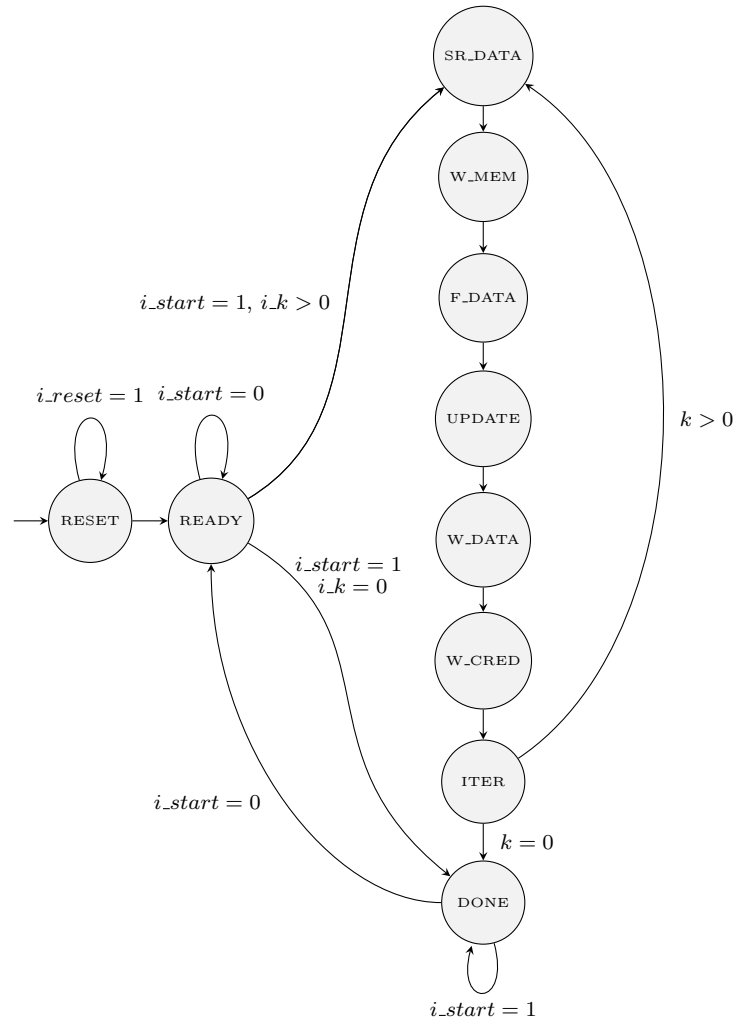 SR_DATA
W_MEM
F_DATA
UPDATE
W_DATA
W_CRED
ITER
DONE
RESET
READY
i_reset = 1
i_start = 0
i_start = 1, i_k > 0
i_start = 1
i_k = 0
i_start = 0
k > 0
k = 0
i_start = 1